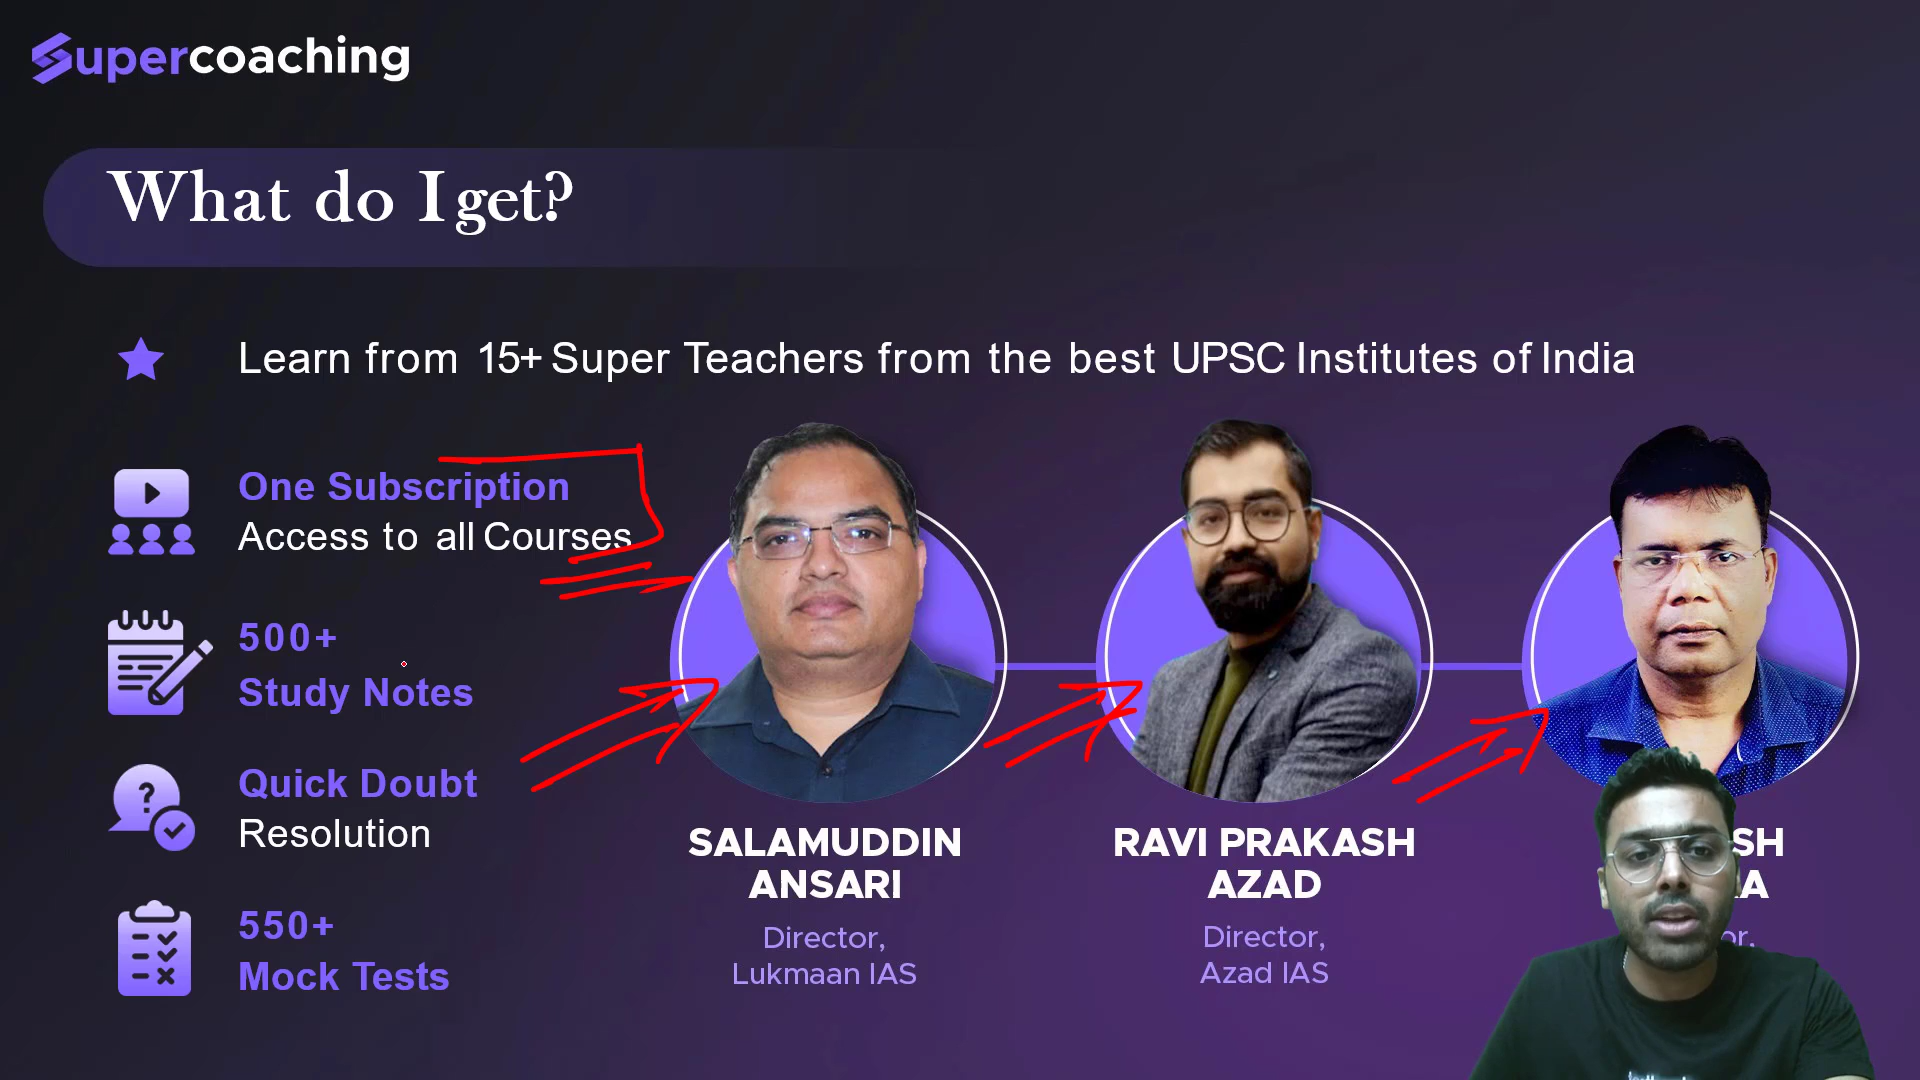 Supercoaching
What do I get?
Learn from 15+ Super Teachers from the best UPSC Institutes of India
One Subscription
Access to all Courses
500+
Study Notes
Quick Doubt
Resolution
550+
Mock Tests
SALAMUDDIN
ANSARI
Director,
Lukmaan IAS
RAVI PRAKASH
AZAD
Director,
Azad IAS